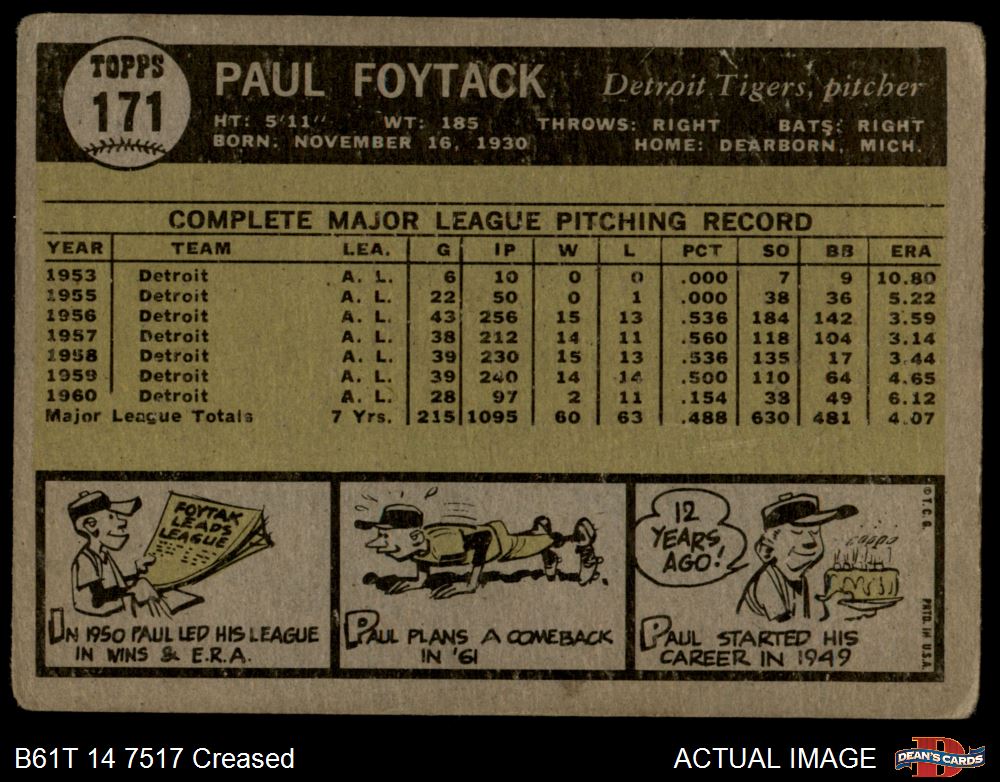 TOPPS
171
PAUL FOYTACK Detroit Tigers, pitcher
HT: 5'11" WT: 185 THROWS: RIGHT BATS: RIGHT
BORN: NOVEMBER 16, 1930 HOME: DEARBORN, MICH.
COMPLETE MAJOR LEAGUE PITCHING RECORD
YEAR TEAM LEA. G IP W L PCT SO BB ERA
1953 Detroit A. L. 6 10 0 0 .000 7 9 10.80
1955 Detroit A. L. 22 50 0 1 .000 38 36 5.22
1956 Detroit A. L. 43 256 15 13 .536 184 142 3.59
1957 Detroit A. L. 38 212 14 11 .560 118 104 3.14
1958 Detroit A. L. 39 230 15 13 .536 135 17 3.44
1959 Detroit A. L. 39 240 14 14 .500 110 64 4.65
1960 Detroit A. L. 28 97 2 11 .154 38 49 6.12
Major League Totals 7 Yrs. 215 1095 60 63 .488 630 481 4.07
FOYTAK
LEADS
LEAGUE
IN 1950 PAUL LED HIS LEAGUE
IN WINS & E.R.A.
PAUL PLANS A COMEBACK
IN '61
12
YEARS
AGO!
PAUL STARTED HIS
CAREER IN 1949
© T. C. G.
PRTD. IN U.S.A.
B61T 14 7517 Creased
ACTUAL IMAGE
D
DEAN'S CARDS